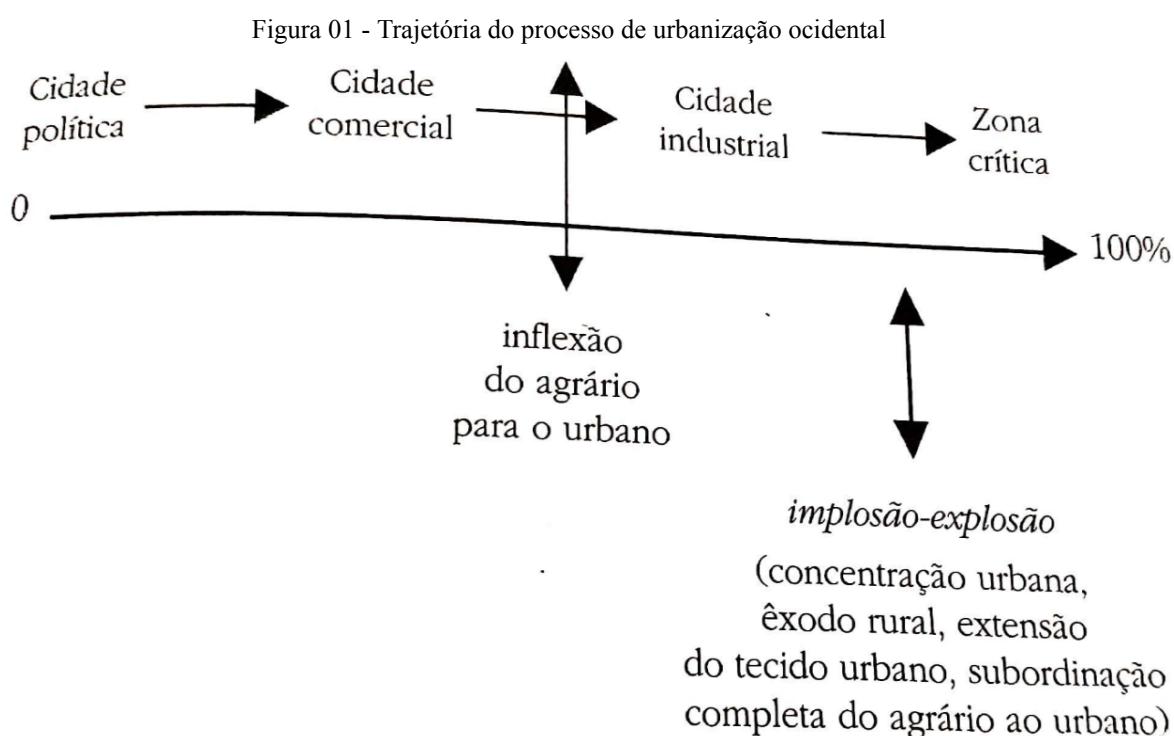 Figura 01 - Trajetória do processo de urbanização ocidental
Cidade
política
Cidade
comercial
Cidade
industrial
Zona
crítica
0
100%
inflexão
do agrário
para o urbano
implosão-explosão
(concentração urbana,
êxodo rural, extensão
do tecido urbano, subordinação
completa do agrário ao urbano)